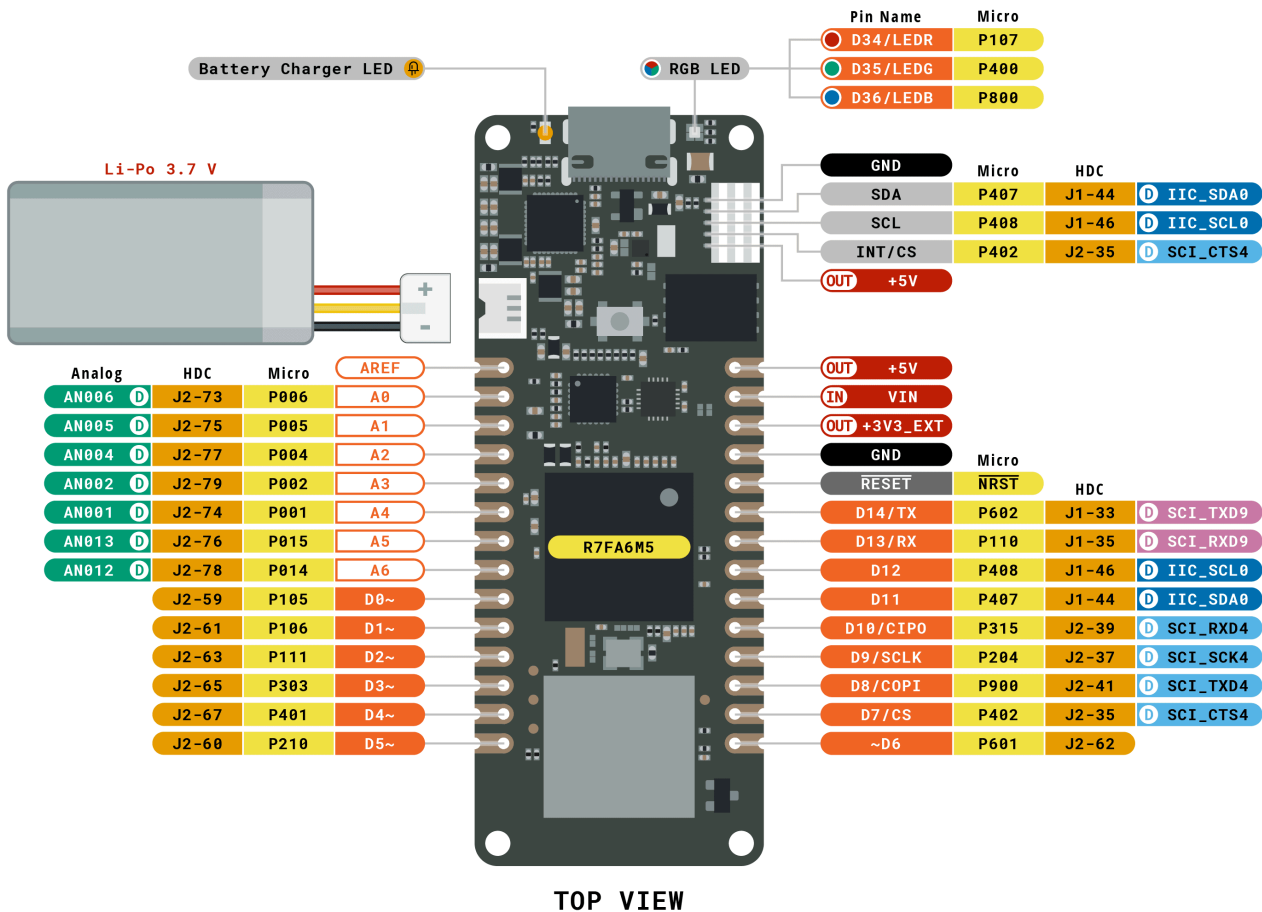 Pin Name Micro
D34/LEDR P107
Battery Charger LED RGB LED D35/LEDG P400
D36/LEDB P800
Li-Po 3.7 V
GND Micro HDC
SDA P407 J1-44 D IIC_SDA0
SCL P408 J1-46 D IIC_SCL0
INT/CS P402 J2-35 D SCI_CTS4
OUT +5V
+
-
Analog HDC Micro AREF OUT +5V
AN006 D J2-73 P006 A0 IN VIN
AN005 D J2-75 P005 A1 OUT +3V3_EXT
AN004 D J2-77 P004 A2 GND Micro
AN002 D J2-79 P002 A3 RESET NRST HDC
AN001 D J2-74 P001 A4 D14/TX P602 J1-33 D SCI_TXD9
AN013 D J2-76 P015 A5 R7FA6M5 D13/RX P110 J1-35 D SCI_RXD9
AN012 D J2-78 P014 A6 D12 P408 J1-46 D IIC_SCL0
J2-59 P105 D0~ D11 P407 J1-44 D IIC_SDA0
J2-61 P106 D1~ D10/CIPO P315 J2-39 D SCI_RXD4
J2-63 P111 D2~ D9/SCLK P204 J2-37 D SCI_SCK4
J2-65 P303 D3~ D8/COPI P900 J2-41 D SCI_TXD4
J2-67 P401 D4~ D7/CS P402 J2-35 D SCI_CTS4
J2-60 P210 D5~ ~D6 P601 J2-62
TOP VIEW